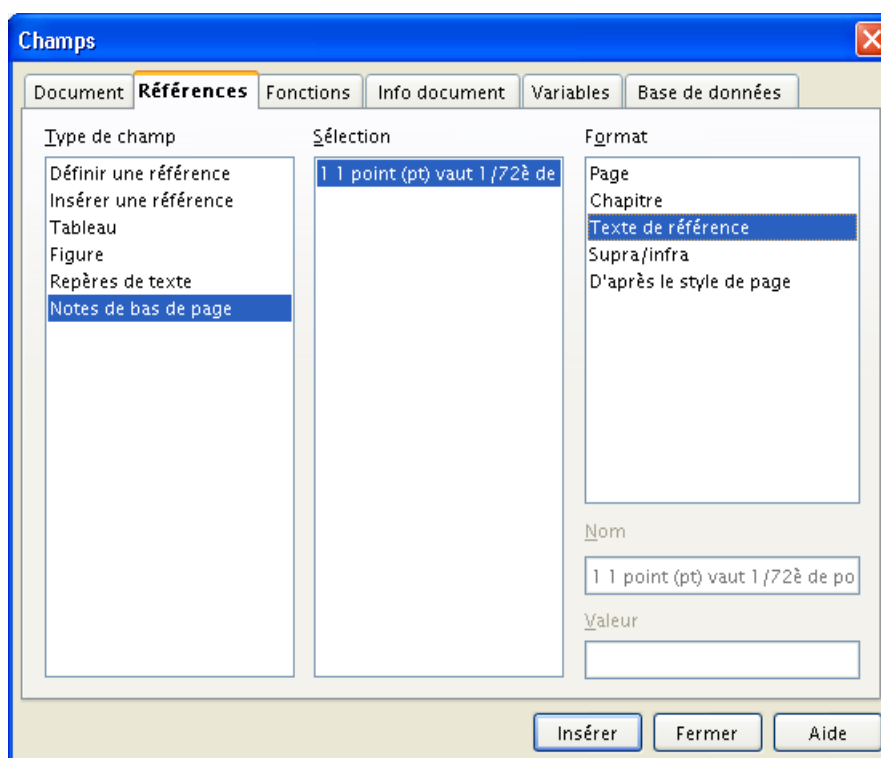 Champs
Document Références Fonctions Info document Variables Base de données
Type de champ
Définir une référence
Insérer une référence
Tableau
Figure
Repères de texte
Notes de bas de page
Sélection
1 1 point (pt) vaut 1/72è de
Format
Page
Chapitre
Texte de référence
Supra/infra
D'après le style de page
Nom
1 1 point (pt) vaut 1/72è de po
Valeur
Insérer Fermer Aide